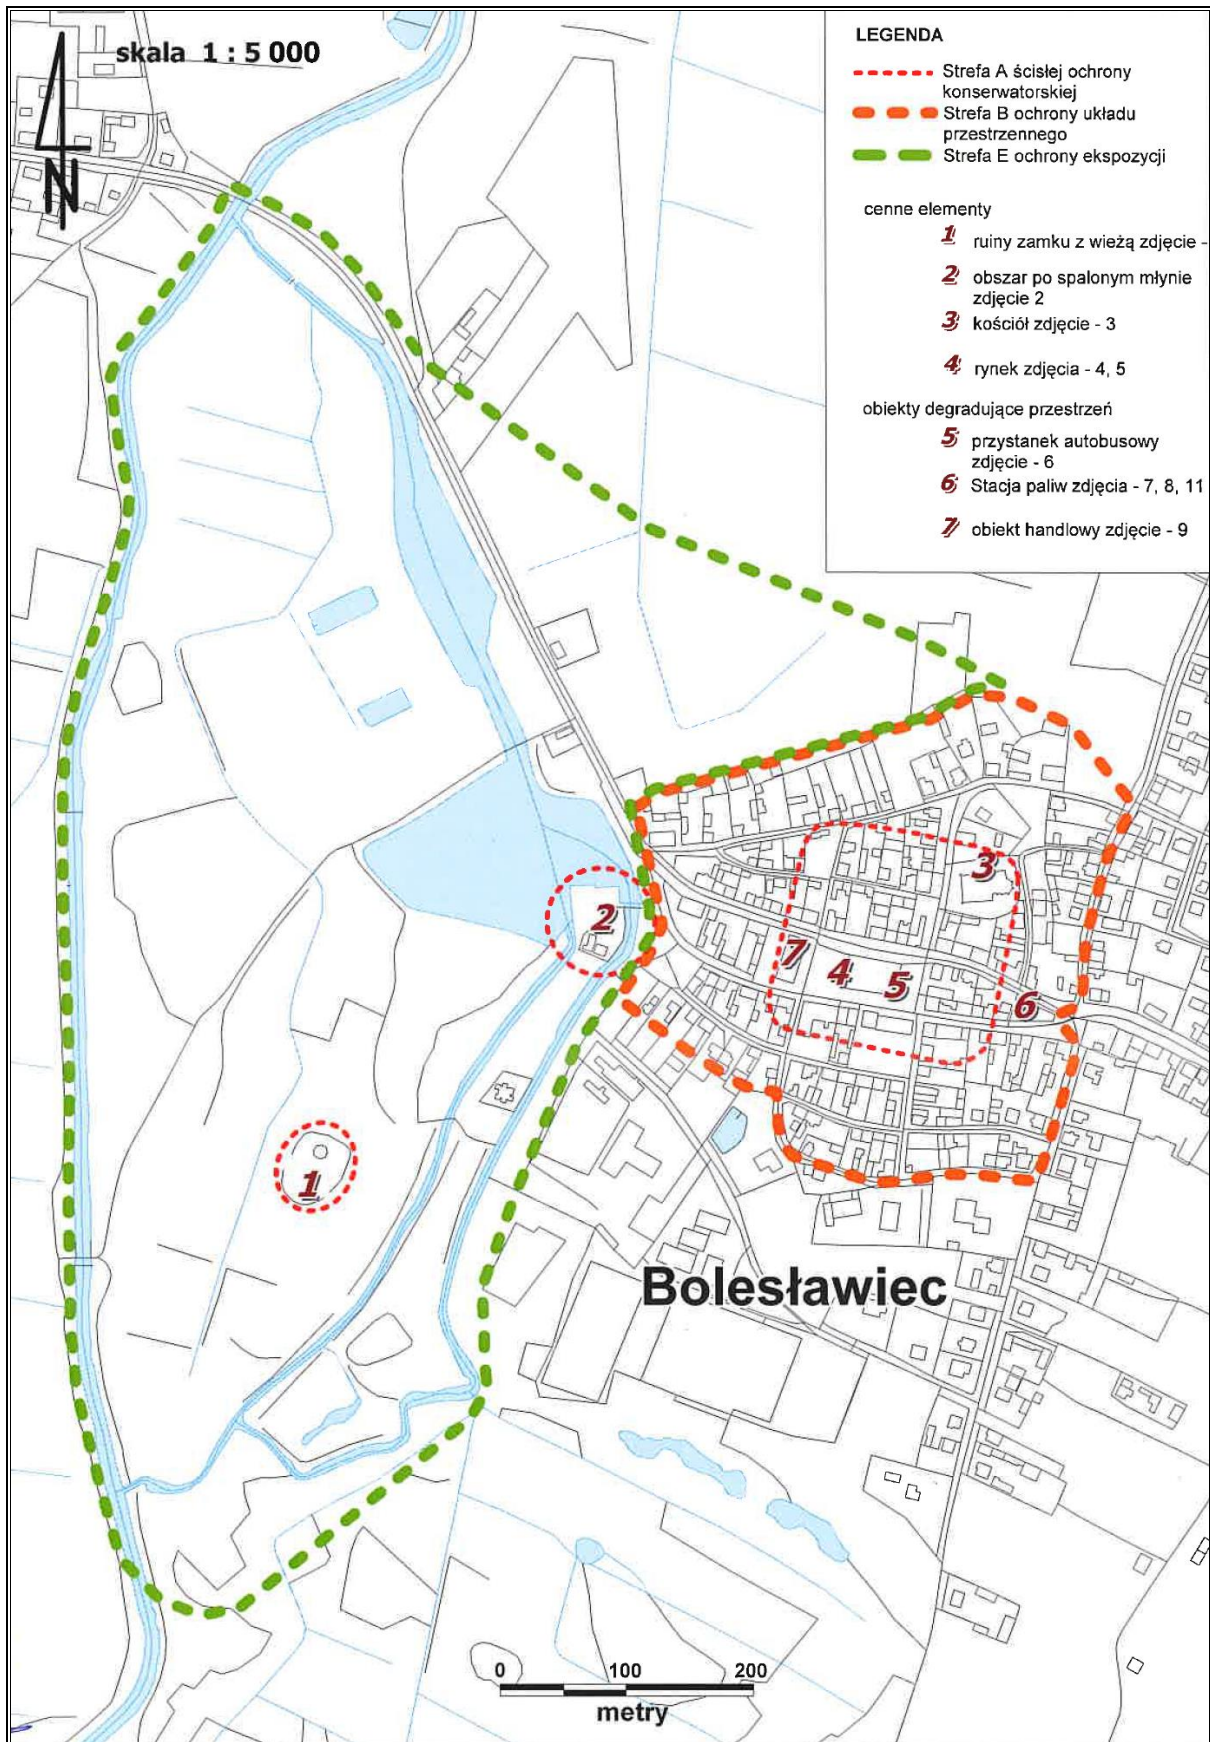 skala 1 : 5 000
N
LEGENDA
Strefa A ścisłej ochrony
konserwatorskiej
Strefa B ochrony układu
przestrzennego
Strefa E ochrony ekspozycji
cenne elementy
1 ruiny zamku z wieżą zdjęcie -
2 obszar po spalonym młynie
zdjęcie 2
3 kościół zdjęcie - 3
4 rynek zdjęcia - 4, 5
obiekty degradujące przestrzeń
5 przystanek autobusowy
zdjęcie - 6
6 Stacja paliw zdjęcia - 7, 8, 11
7 obiekt handlowy zdjęcie - 9
3
2
7 4 5 6
1
Bolesławiec
0 100 200
metry